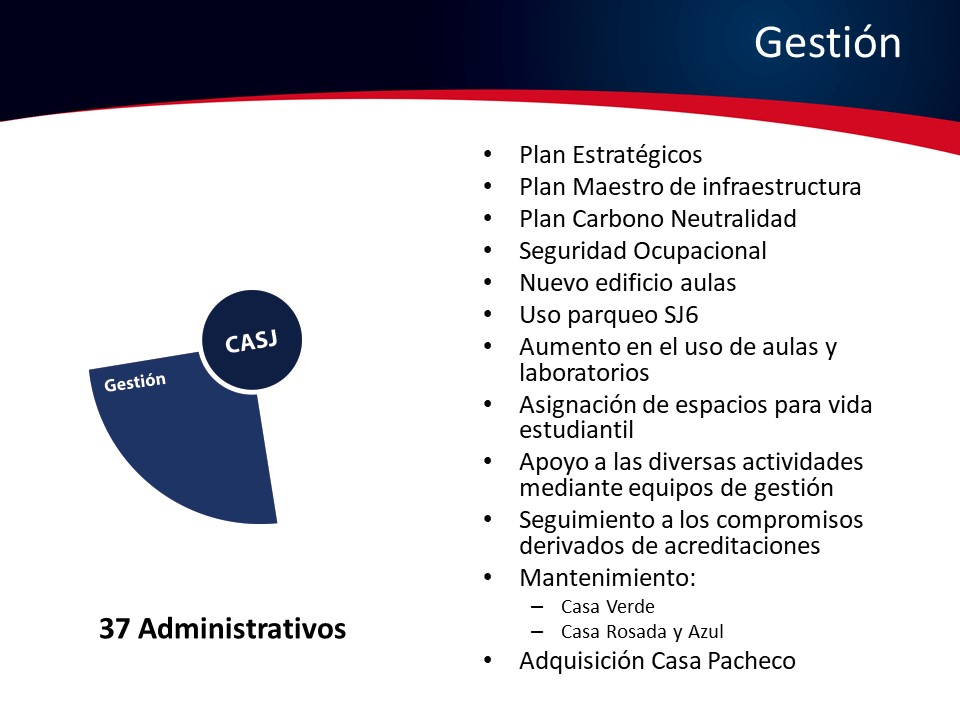 Gestión
• Plan Estratégicos
• Plan Maestro de infraestructura
• Plan Carbono Neutralidad
• Seguridad Ocupacional
• Nuevo edificio aulas
• Uso parqueo SJ6
• Aumento en el uso de aulas y
laboratorios
• Asignación de espacios para vida
estudiantil
• Apoyo a las diversas actividades
mediante equipos de gestión
• Seguimiento a los compromisos
derivados de acreditaciones
• Mantenimiento:
– Casa Verde
– Casa Rosada y Azul
• Adquisición Casa Pacheco
CASJ
Gestión
37 Administrativos